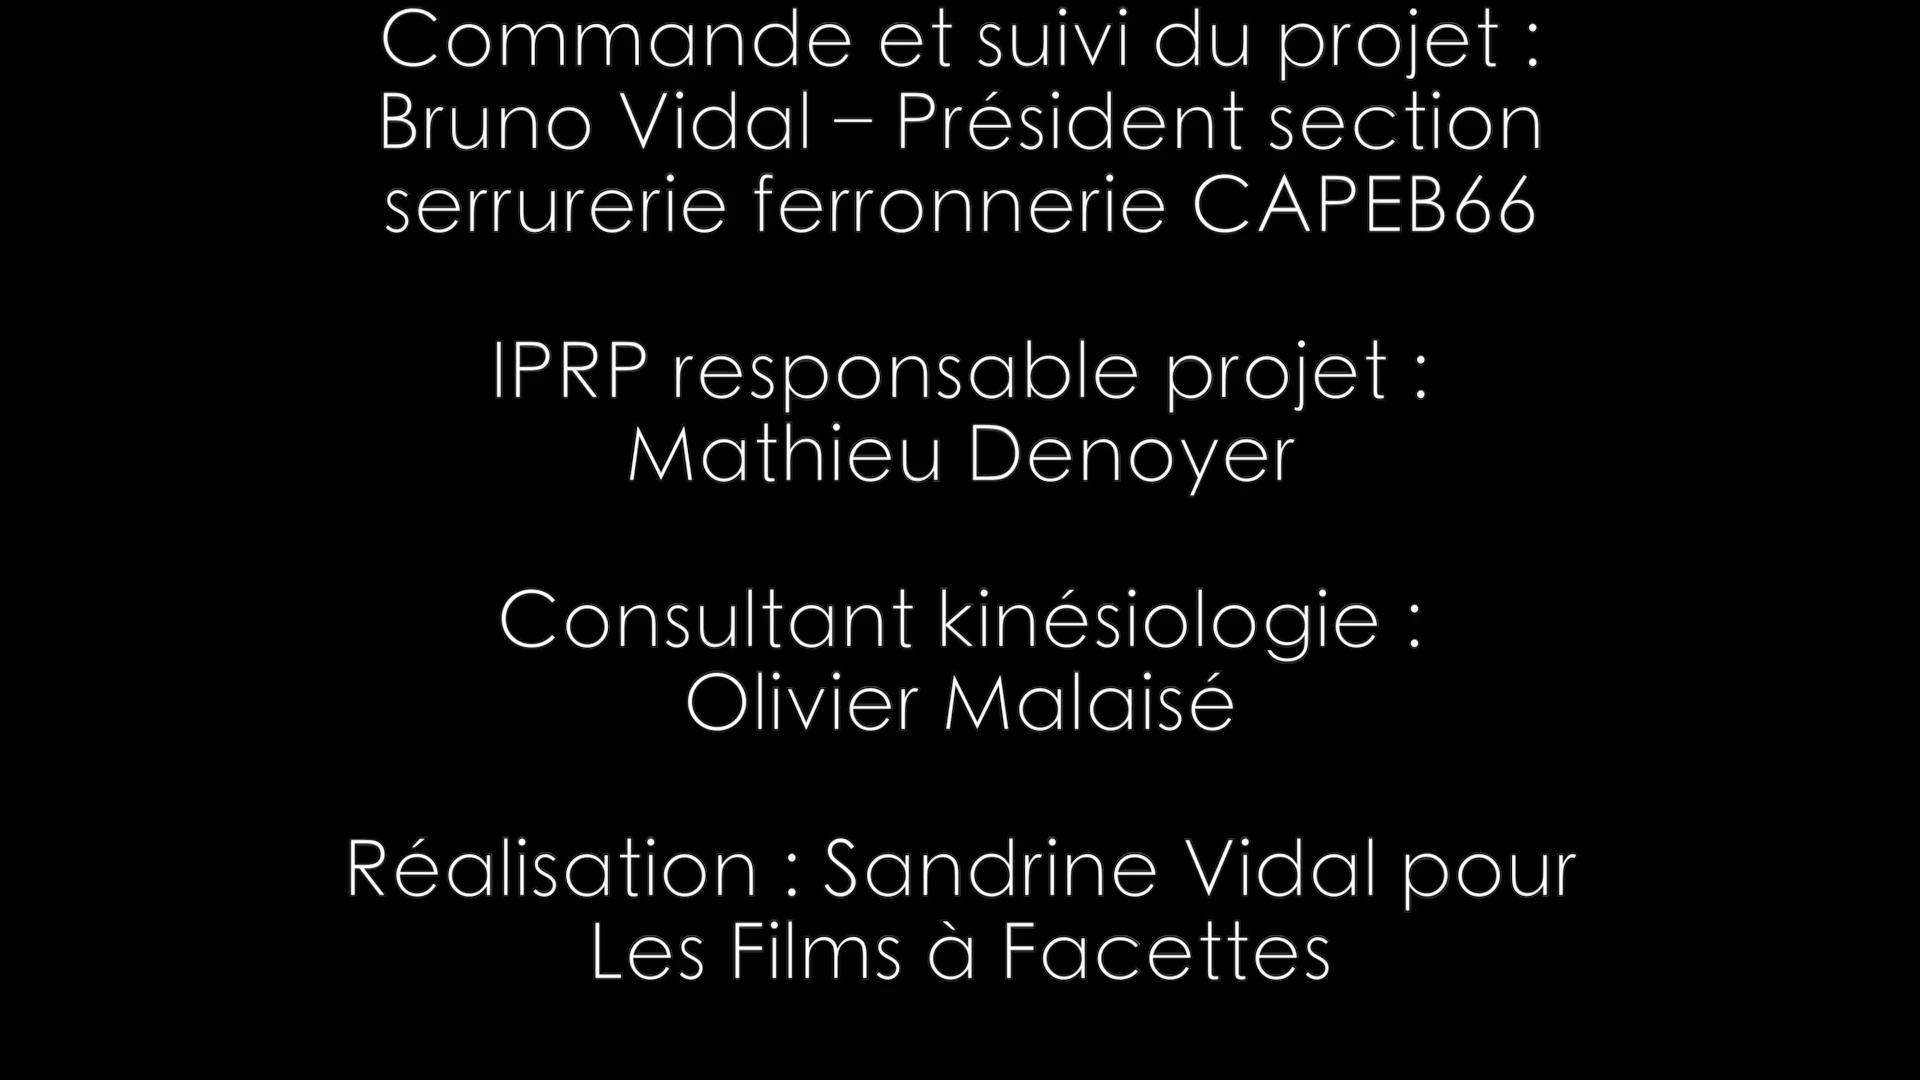 Commande et suivi du projet :
Bruno Vidal – Président section
serrurerie ferronnerie CAPEB66
IPRP responsable projet :
Mathieu Denoyer
Consultant kinésiologie :
Olivier Malaisé
Réalisation : Sandrine Vidal pour
Les Films à Facettes